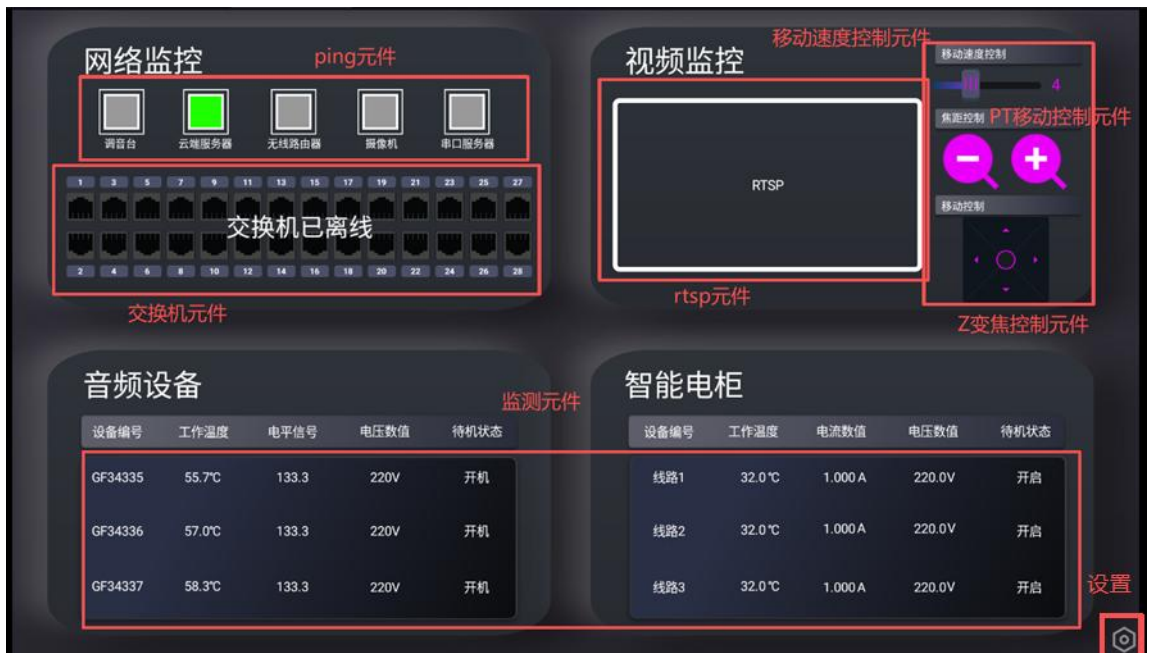 网络监控
ping元件
调音台 云端服务器 无线路由器 摄像机 串口服务器
1 3 5 7 9 11 13 15 17 19 21 23 25 27
交换机已离线
2 4 6 8 10 12 14 16 18 20 22 24 26 28
交换机元件
视频监控
移动速度控制元件
移动速度控制
4
焦距控制
PT移动控制元件
RTSP
移动控制
rtsp元件
Z变焦控制元件
音频设备
监测元件
设备编号 工作温度 电平信号 电压数值 待机状态
GF34335 55.7℃ 133.3 220V 开机
GF34336 57.0℃ 133.3 220V 开机
GF34337 58.3℃ 133.3 220V 开机
智能电柜
设备编号 工作温度 电流数值 电压数值 待机状态
线路1 32.0℃ 1.000A 220.0V 开启
线路2 32.0℃ 1.000A 220.0V 开启
线路3 32.0℃ 1.000A 220.0V 开启
设置